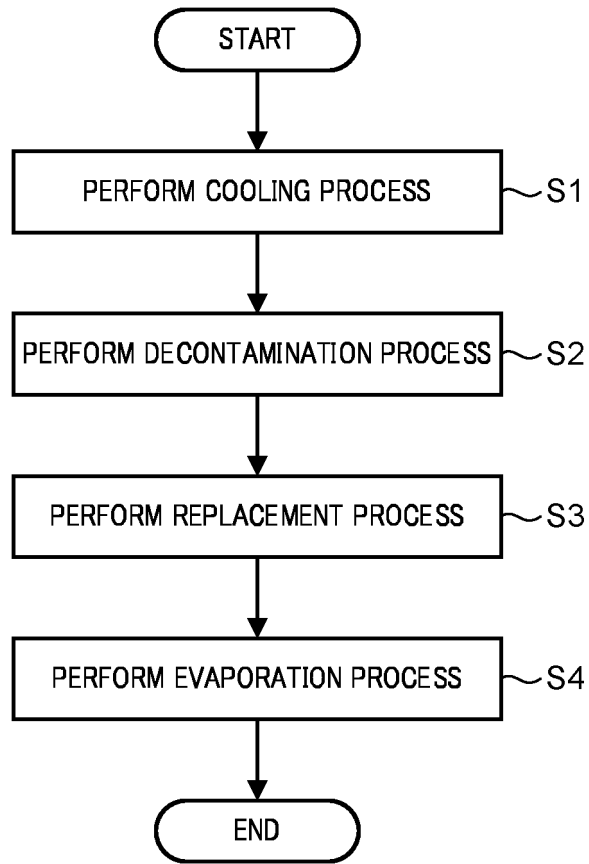 START
PERFORM COOLING PROCESS
S1
PERFORM DECONTAMINATION PROCESS
S2
PERFORM REPLACEMENT PROCESS
S3
PERFORM EVAPORATION PROCESS
S4
END